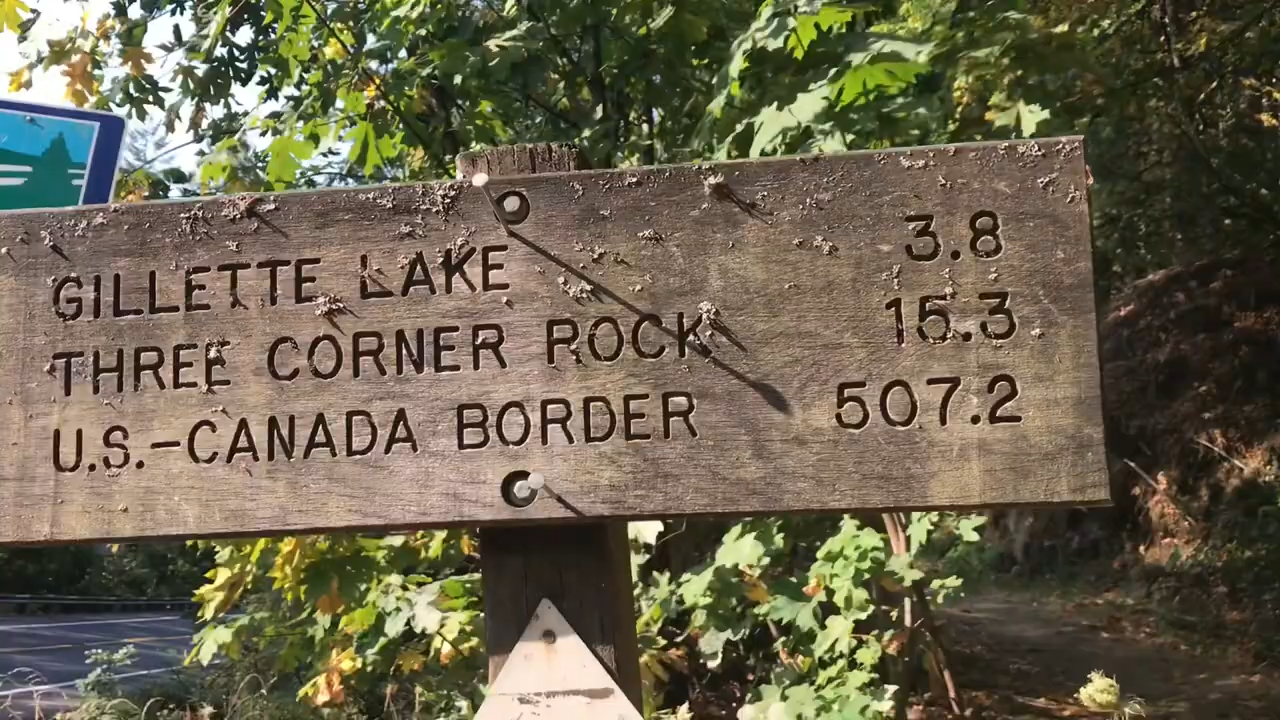 GILLETTE LAKE 3.8
THREE CORNER ROCK 15.3
U.S.-CANADA BORDER 507.2